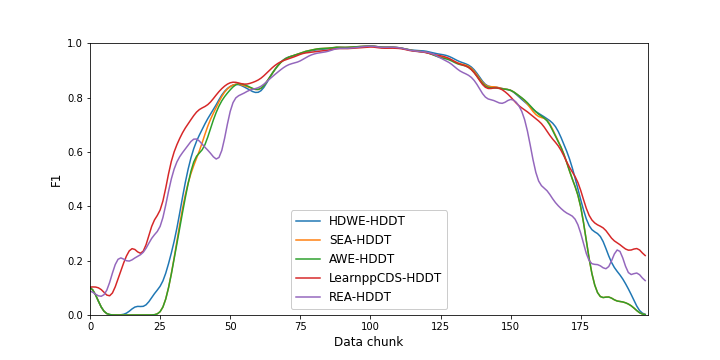 1.0
0.8
0.6
0.4
0.2
0.0
F1
HDWE-HDDT
SEA-HDDT
AWE-HDDT
LearnppCDS-HDDT
REA-HDDT
0 25 50 75 100 125 150 175
Data chunk